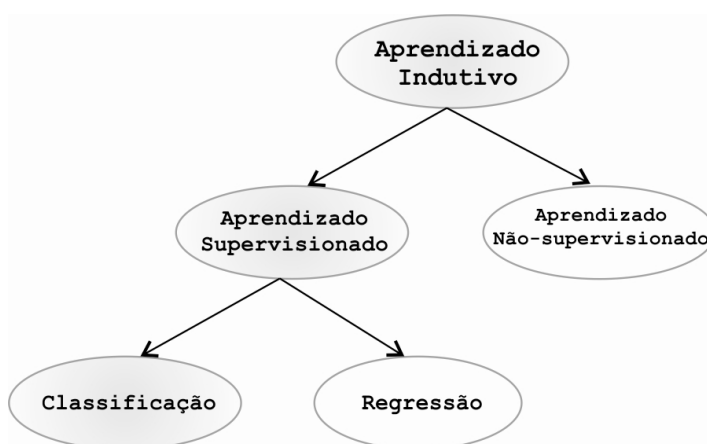 Aprendizado
Indutivo
Aprendizado
Supervisionado
Aprendizado
Não-supervisionado
Classificação
Regressão